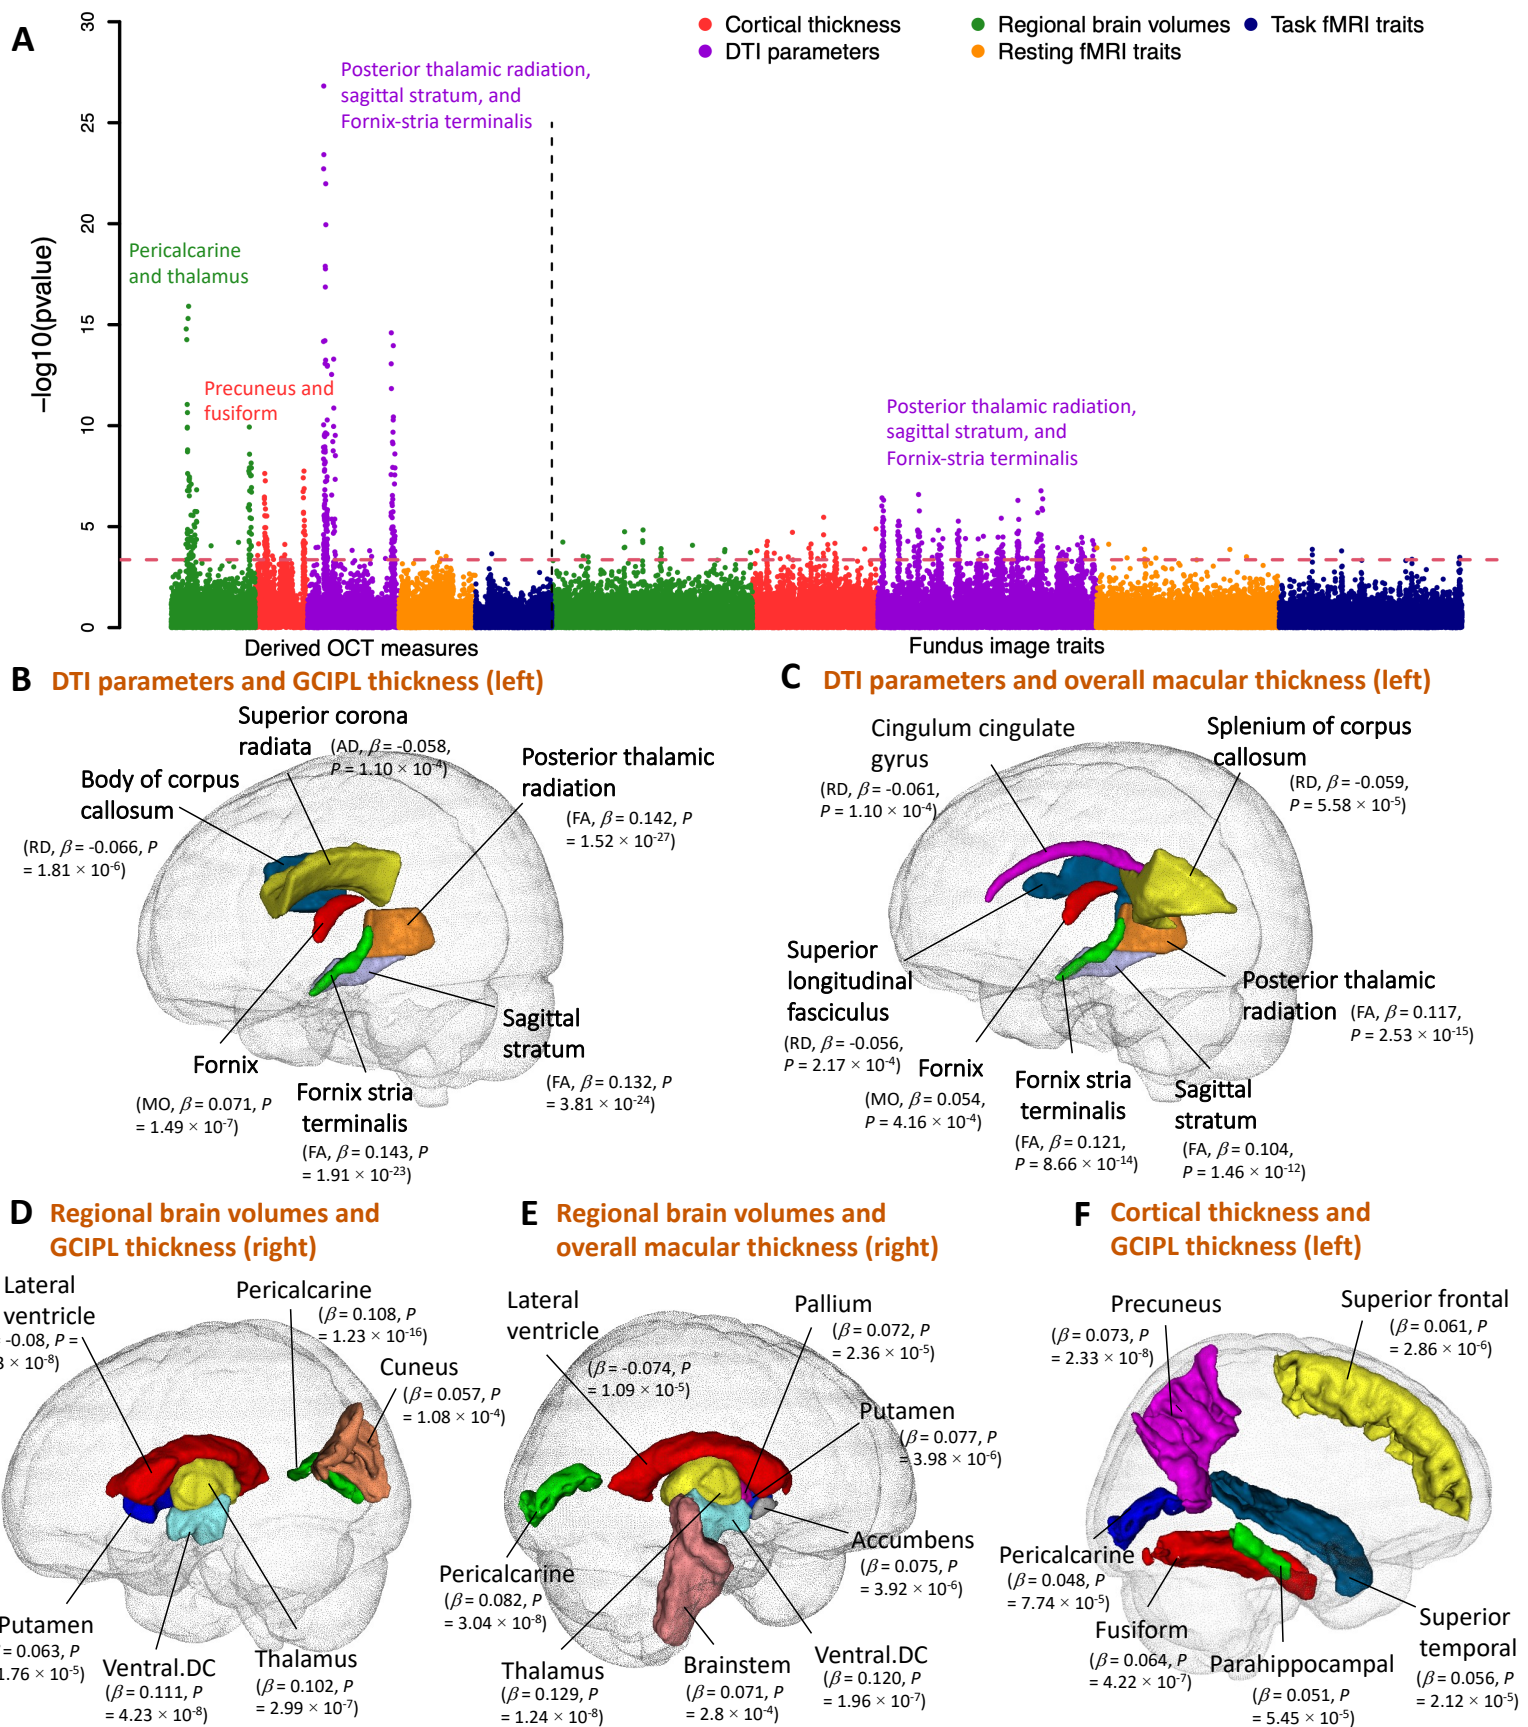 A
Cortical thickness
Regional brain volumes
Task fMRI traits
DTI parameters
Resting fMRI traits
−log10(pvalue)
30
25
20
15
10
5
0
Posterior thalamic radiation,
sagittal stratum, and
Fornix-stria terminalis
Pericalcarine
and thalamus
Precuneus and
fusiform
Posterior thalamic radiation,
sagittal stratum, and
Fornix-stria terminalis
Derived OCT measures
Fundus image traits
B DTI parameters and GCIPL thickness (left)
Superior corona
radiata
(AD, β = -0.058,
P = 1.10 × 10-4)
Body of corpus
callosum
(RD, β = -0.066, P
= 1.81 × 10-6)
Posterior thalamic
radiation
(FA, β = 0.142, P
= 1.52 × 10-27)
Fornix
(MO, β = 0.071, P
= 1.49 × 10-7)
Fornix stria
terminalis
(FA, β = 0.143, P
= 1.91 × 10-23)
Sagittal
stratum
(FA, β = 0.132, P
= 3.81 × 10-24)
C DTI parameters and overall macular thickness (left)
Cingulum cingulate
gyrus
(RD, β = -0.061,
P = 1.10 × 10-4)
Splenium of corpus
callosum
(RD, β = -0.059,
P = 5.58 × 10-5)
Superior
longitudinal
fasciculus
(RD, β = -0.056,
P = 2.17 × 10-4)
Fornix
(MO, β = 0.054,
P = 4.16 × 10-4)
Fornix stria
terminalis
(FA, β = 0.121,
P = 8.66 × 10-14)
Sagittal
stratum
(FA, β = 0.104,
P = 1.46 × 10-12)
Posterior thalamic
radiation
(FA, β = 0.117,
P = 2.53 × 10-15)
D Regional brain volumes and
GCIPL thickness (right)
Lateral
ventricle
-0.08, P =
× 10-8)
Pericalcarine
(β = 0.108, P
= 1.23 × 10-16)
Cuneus
(β = 0.057, P
= 1.08 × 10-4)
Putamen
= 0.063, P
1.76 × 10-5)
Ventral.DC
(β = 0.111, P
= 4.23 × 10-8)
Thalamus
(β = 0.102, P
= 2.99 × 10-7)
E Regional brain volumes and
overall macular thickness (right)
Lateral
ventricle
(β = -0.074, P
= 1.09 × 10-5)
Pallium
(β = 0.072, P
= 2.36 × 10-5)
Putamen
(β = 0.077, P
= 3.98 × 10-6)
Accumbens
(β = 0.075, P
= 3.92 × 10-6)
Pericalcarine
(β = 0.082, P
= 3.04 × 10-8)
Thalamus
(β = 0.129, P
= 1.24 × 10-8)
Brainstem
(β = 0.071, P
= 2.8 × 10-4)
Ventral.DC
(β = 0.120, P
= 1.96 × 10-7)
F Cortical thickness and
GCIPL thickness (left)
Precuneus
(β = 0.073, P
= 2.33 × 10-8)
Superior frontal
(β = 0.061, P
= 2.86 × 10-6)
Pericalcarine
(β = 0.048, P
= 7.74 × 10-5)
Fusiform
(β = 0.064, P
= 4.22 × 10-7)
Parahippocampal
(β = 0.051, P
= 5.45 × 10-5)
Superior
temporal
(β = 0.056, P
= 2.12 × 10-5)